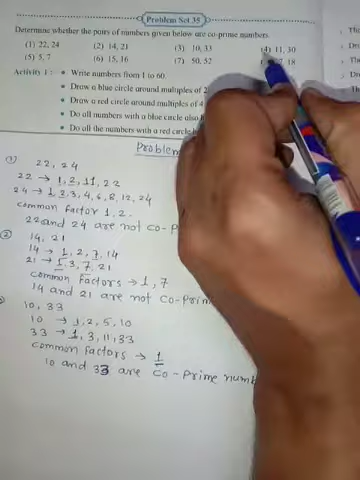 Problem Set 35
Determine whether the pairs of numbers given below are co-prime numbers.
(1) 22, 24 (2) 14, 21 (3) 10, 33 (4) 11, 30
(5) 5, 7 (6) 15, 16 (7) 50, 52 18
Activity 1 : • Write numbers from 1 to 60.
• Draw a blue circle around multiples of 2
• Draw a red circle around multiples of 4
• Do all numbers with a blue circle also
• Do all the numbers with a red circle
Problem
① 22, 24
22 → 1, 2, 11, 22
24 → 1, 2, 3, 4, 6, 8, 12, 24
common factor 1, 2.
22 and 24 are not co-P
② 14, 21
14 → 1, 2, 7, 14
21 → 1, 3, 7, 21
common Factors → 1, 7
14 and 21 are not co-prim
10, 33
10 → 1, 2, 5, 10
33 → 1, 3, 11, 33
common factors → 1
10 and 33 are co-prime numb